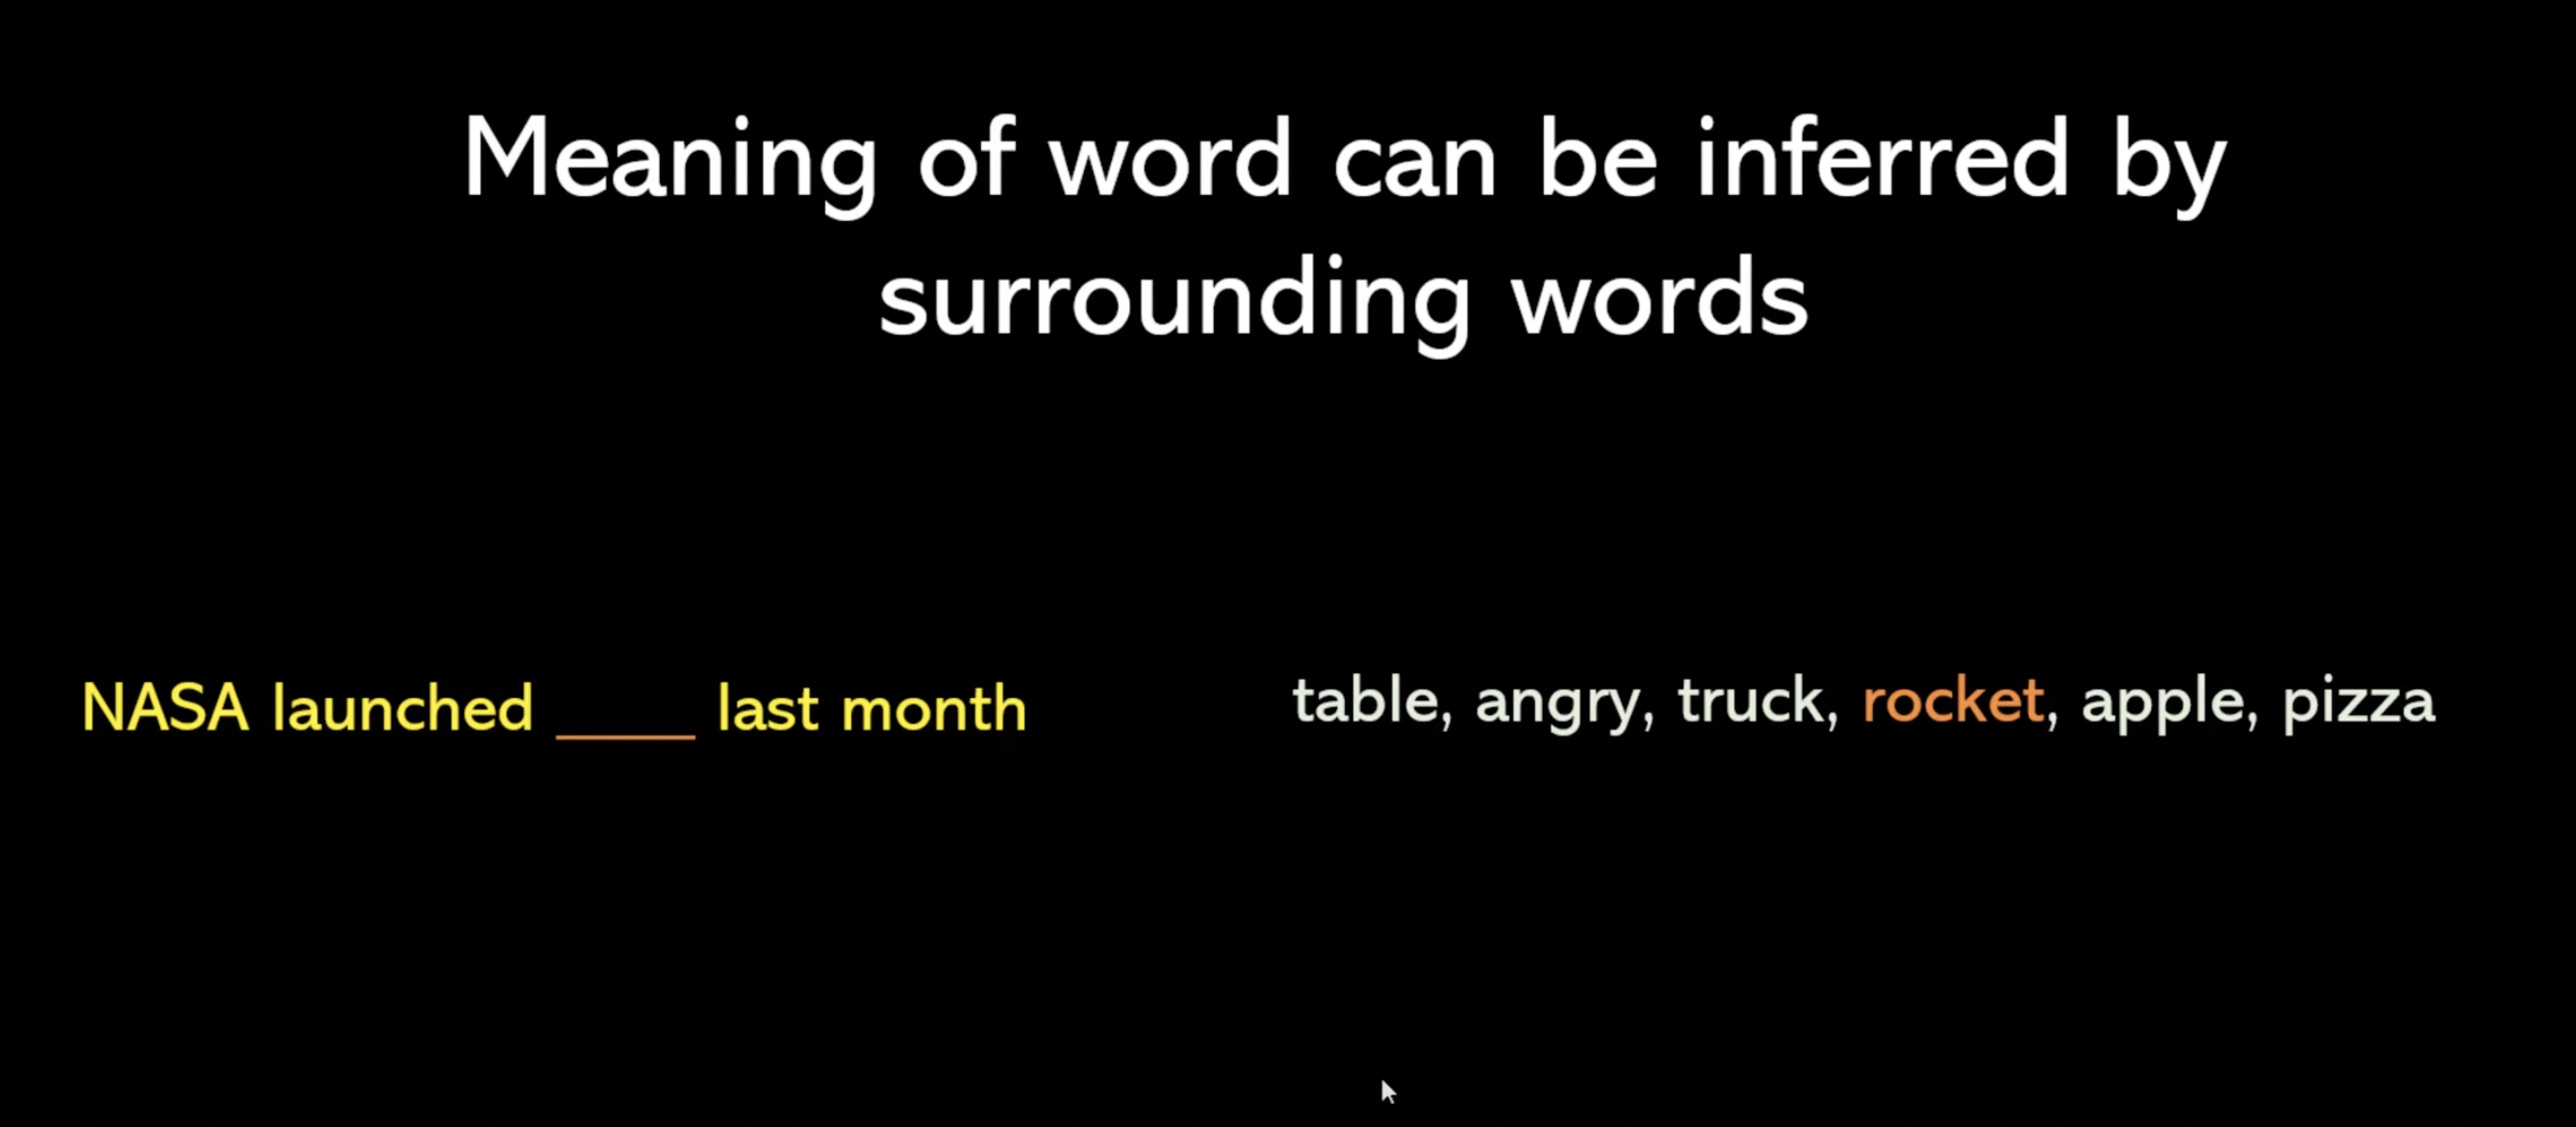 Meaning of word can be inferred by
surrounding words
NASA launched ____ last month
table, angry, truck, rocket, apple, pizza